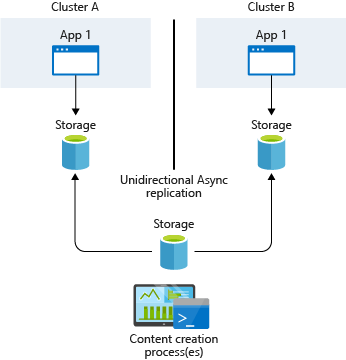 Cluster A
Cluster B
App 1
App 1
Storage
Storage
Unidirectional Async
replication
Storage
>_
Content creation
process(es)